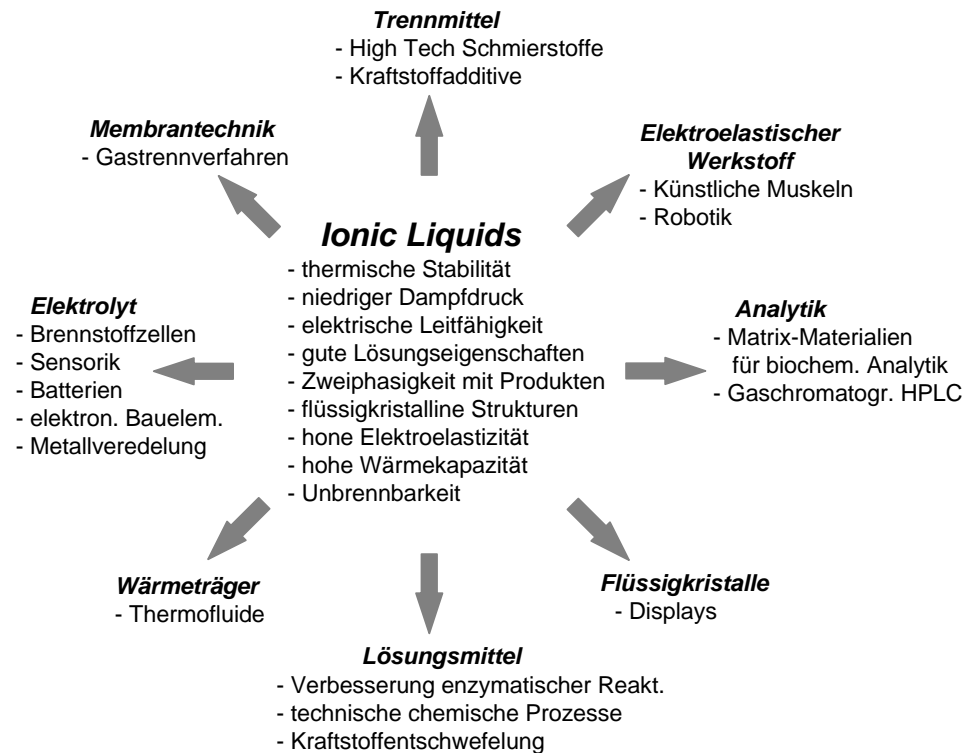 Trennmittel
- High Tech Schmierstoffe
- Kraftstoffadditive
Membrantechnik
- Gastrennverfahren
Elektroelastischer
Werkstoff
- Künstliche Muskeln
- Robotik
Ionic Liquids
- thermische Stabilität
- niedriger Dampfdruck
- elektrische Leitfähigkeit
- gute Lösungseigenschaften
- Zweiphasigkeit mit Produkten
- flüssigkristalline Strukturen
- hone Elektroelastizität
- hohe Wärmekapazität
- Unbrennbarkeit
Elektrolyt
- Brennstoffzellen
- Sensorik
- Batterien
- elektron. Bauelem.
- Metallveredelung
Analytik
- Matrix-Materialien
für biochem. Analytik
- Gaschromatogr. HPLC
Wärmeträger
- Thermofluide
Flüssigkristalle
- Displays
Lösungsmittel
- Verbesserung enzymatischer Reakt.
- technische chemische Prozesse
- Kraftstoffentschwefelung